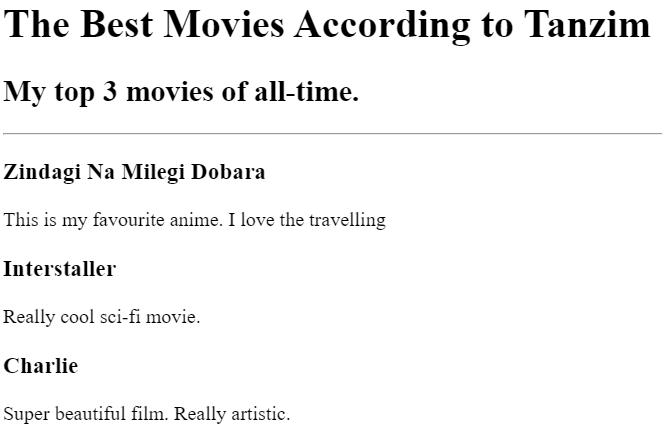 The Best Movies According to Tanzim
My top 3 movies of all-time.
Zindagi Na Milegi Dobara
This is my favourite anime. I love the travelling
Interstaller
Really cool sci-fi movie.
Charlie
Super beautiful film. Really artistic.